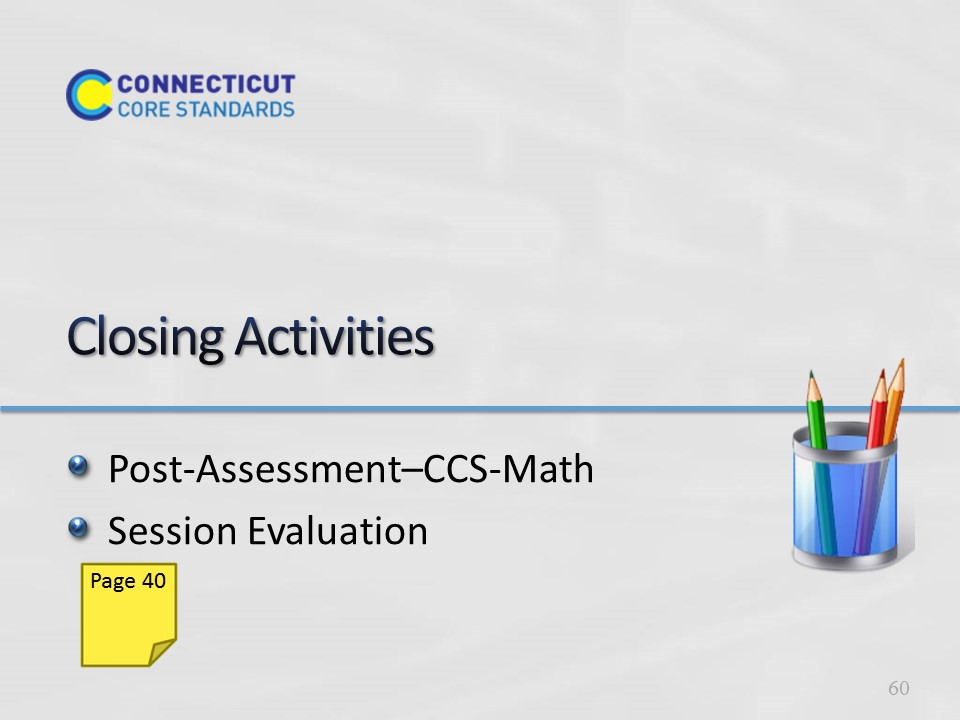 CONNECTICUT
CORE STANDARDS
Closing Activities
Post-Assessment–CCS-Math
Session Evaluation
Page 40
60